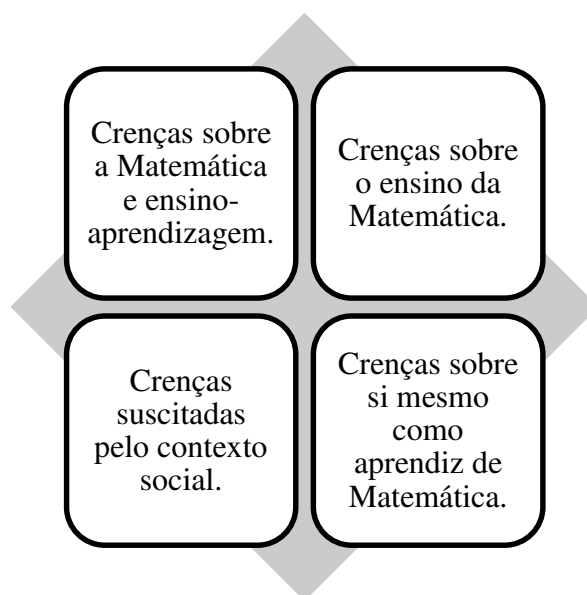 Crenças sobre
a Matemática
e ensino-
aprendizagem.
Crenças sobre
o ensino da
Matemática.
Crenças
suscitadas
pelo contexto
social.
Crenças sobre
si mesmo
como
aprendiz de
Matemática.